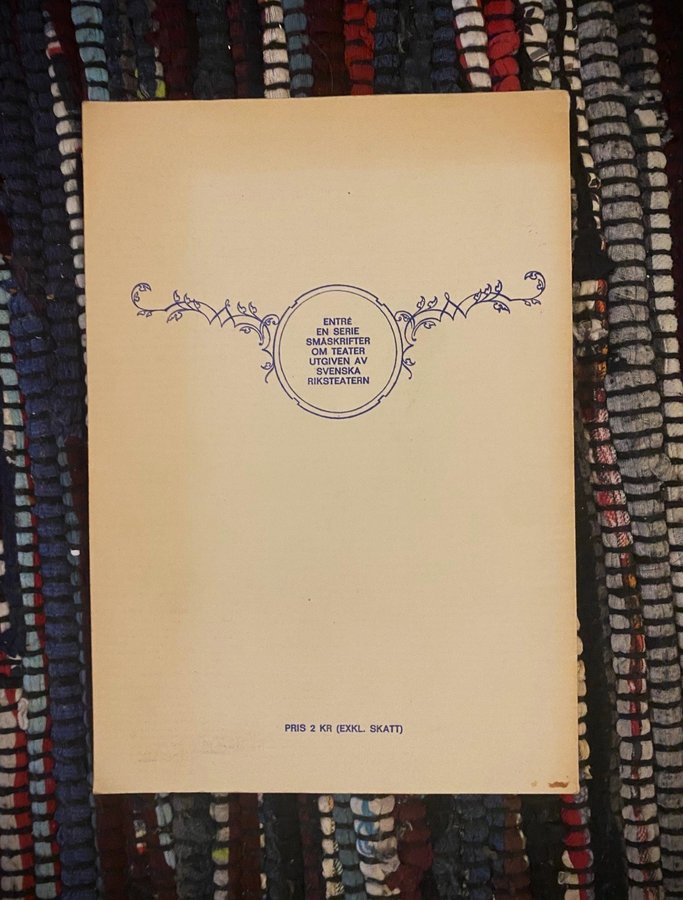 ENTRÉ
EN SERIE
SMÅSKRIFTER
OM TEATER
UTGIVEN AV
SVENSKA
RIKSTEATERN
PRIS 2 KR (EXKL. SKATT)